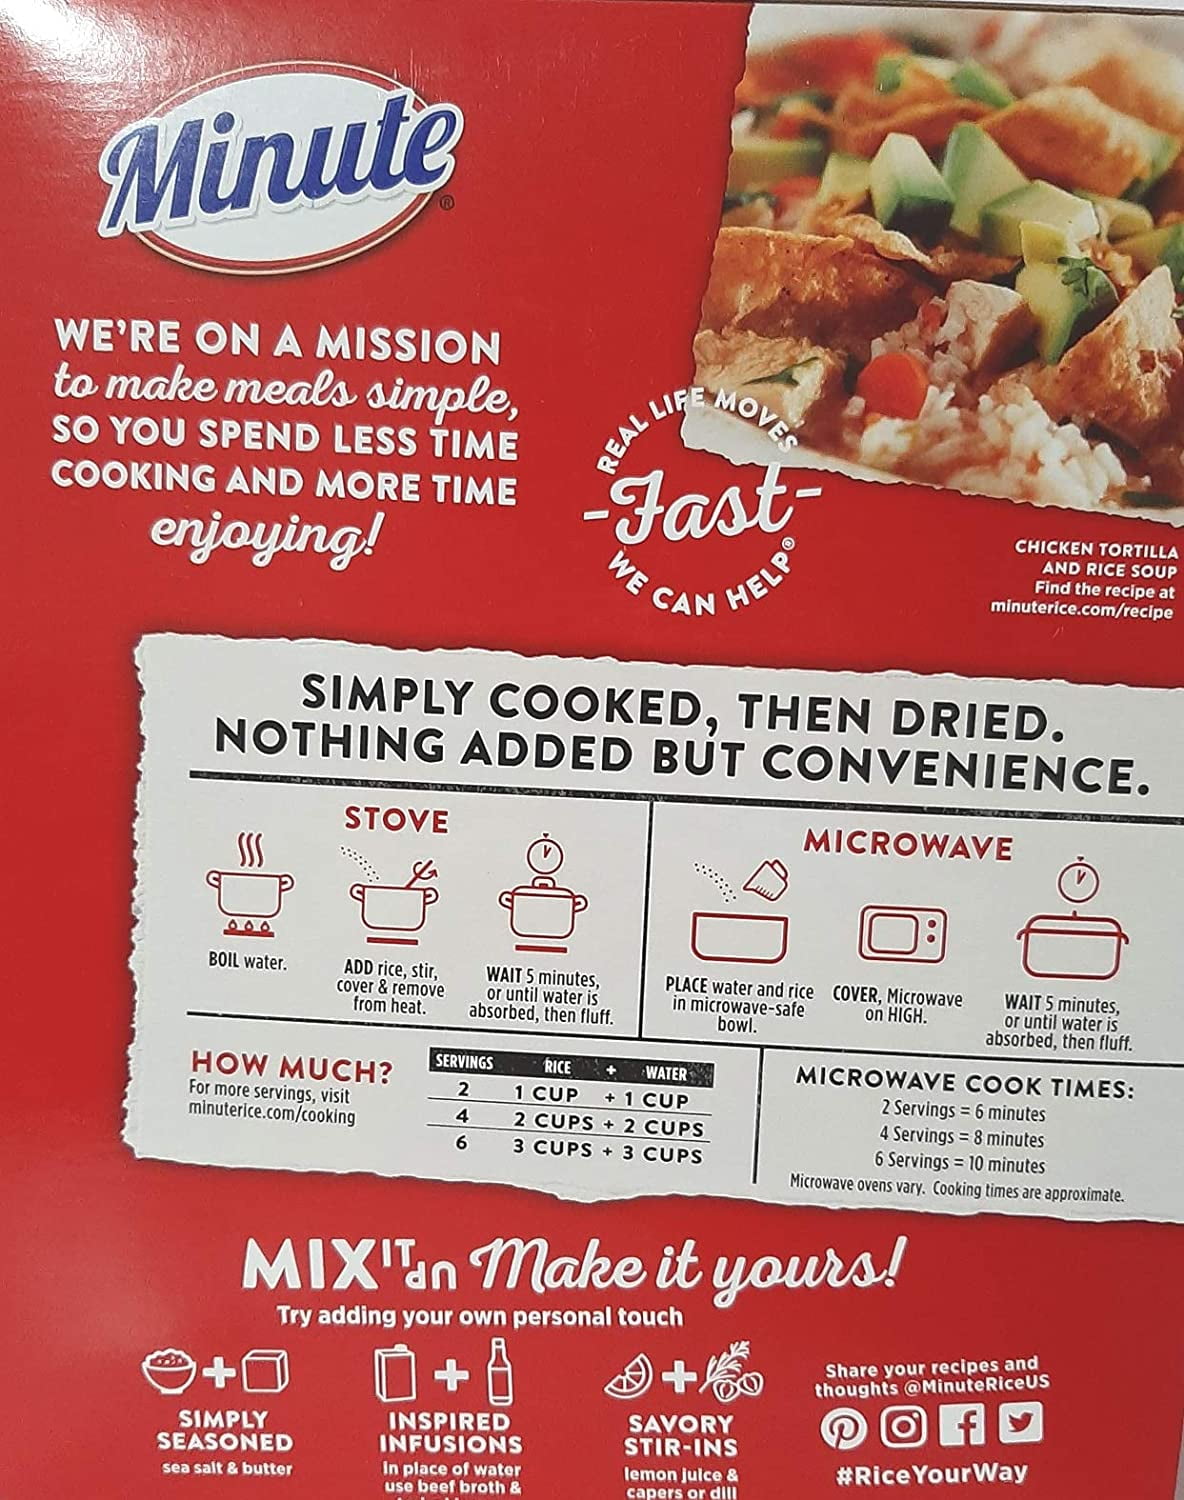 Minute®
WE'RE ON A MISSION
to make meals simple,
SO YOU SPEND LESS TIME
COOKING AND MORE TIME
enjoying!
REAL LIFE MOVES
-Fast-
WE CAN HELP®
CHICKEN TORTILLA
AND RICE SOUP
Find the recipe at
minuterice.com/recipe
SIMPLY COOKED, THEN DRIED.
NOTHING ADDED BUT CONVENIENCE.
STOVE
BOIL water.
ADD rice, stir,
cover & remove
from heat.
WAIT 5 minutes,
or until water is
absorbed, then fluff.
MICROWAVE
PLACE water and rice
in microwave-safe
bowl.
COVER, Microwave
on HIGH.
WAIT 5 minutes,
or until water is
absorbed, then fluff.
HOW MUCH?
For more servings, visit
minuterice.com/cooking
SERVINGS RICE + WATER
2 1 CUP + 1 CUP
4 2 CUPS + 2 CUPS
6 3 CUPS + 3 CUPS
MICROWAVE COOK TIMES:
2 Servings = 6 minutes
4 Servings = 8 minutes
6 Servings = 10 minutes
Microwave ovens vary. Cooking times are approximate.
MIX IT UP Make it yours!
Try adding your own personal touch
SIMPLY
SEASONED
sea salt & butter
INSPIRED
INFUSIONS
in place of water
use beef broth &
SAVORY
STIR-INS
lemon juice &
capers or dill
Share your recipes and
thoughts @MinuteRiceUS
#RiceYourWay